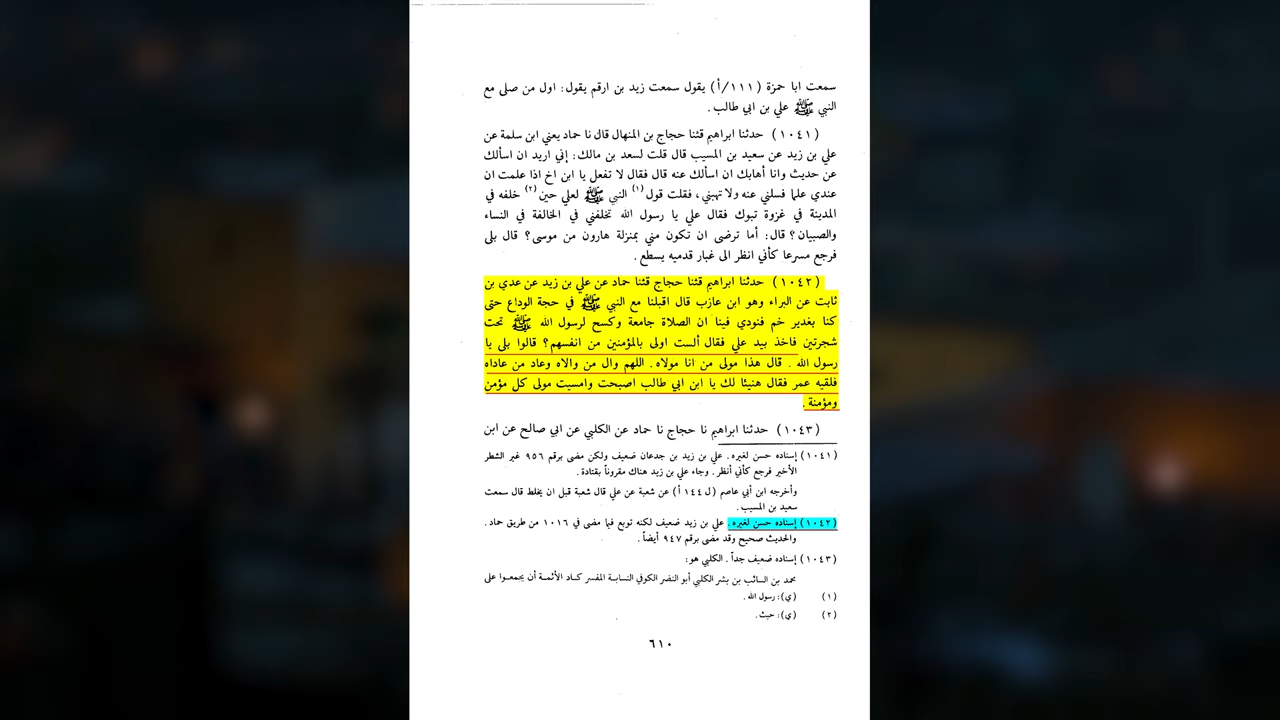 سمعت ابا حمزة (١١١/أ) يقول سمعت زيد بن ارقم يقول: اول من صلى مع
النبي ﷺ علي بن ابي طالب.
(١٠٤١) حدثنا ابراهيم قثنا حجاج بن المنهال قال نا حماد يعني ابن سلمة عن
علي بن زيد عن سعيد بن المسيب قال قلت لسعد بن مالك: إني اريد ان اسألك
عن حديث وانا أهابك ان اسألك عنه قال فقال لا تفعل يا ابن اخ اذا علمت ان
عندي علما فسلني عنه ولا تهبني، فقلت قول(١) النبي ﷺ لعلي حين(٢) خلفه في
المدينة في غزوة تبوك فقال علي يا رسول الله تخلفني في الخالفة في النساء
والصبيان؟ قال: أما ترضى ان تكون مني بمنزلة هارون من موسى؟ قال بلى
فرجع مسرعا كأني انظر الى غبار قدميه يسطع.
(١٠٤٢) حدثنا ابراهيم قثنا حجاج قثنا حماد عن علي بن زيد عن عدي بن
ثابت عن البراء وهو ابن عازب قال اقبلنا مع النبي ﷺ في حجة الوداع حتى
كنا بغدير خم فنودي فينا ان الصلاة جامعة وكسح لرسول الله ﷺ تحت
شجرتين فاخذ بيد علي فقال ألست اولى بالمؤمنين من انفسهم؟ قالوا بلى يا
رسول الله. قال هذا مولى من انا مولاه. اللهم وال من والاه وعاد من عاداه
فلقيه عمر فقال هنيئا لك يا ابن ابي طالب اصبحت وامسيت مولى كل مؤمن
ومؤمنة.
(١٠٤٣) حدثنا ابراهيم نا حجاج نا حماد عن الكلبي عن ابي صالح عن ابن
(١٠٤١) إسناده حسن لغيره. علي بن زيد بن جدعان ضعيف ولكن مضى برقم ٩٥٦ غير الشطر
الأخير فرجع كأني أنظر. وجاء علي بن زيد هناك مقروناً بقتادة.
وأخرجه ابن أبي عاصم (ل ١٤٤ أ) عن شعبة عن علي قال شعبة قبل ان يخلط قال سمعت
سعيد بن المسيب.
(١٠٤٢) إسناده حسن لغيره. علي بن زيد ضعيف لكنه توبع فيما مضى في ١٠١٦ من طريق حماد.
والحديث صحيح وقد مضى برقم ٩٤٧ أيضاً.
(١٠٤٣) إسناده ضعيف جداً. الكلبي هو:
محمد بن السائب بن بشر الكلبي أبو النضر الكوفي النسابة المفسر كاد الأئمة أن يجمعوا على
(١) (ي): رسول الله.
(٢) (ي): حيث.
٦١٠